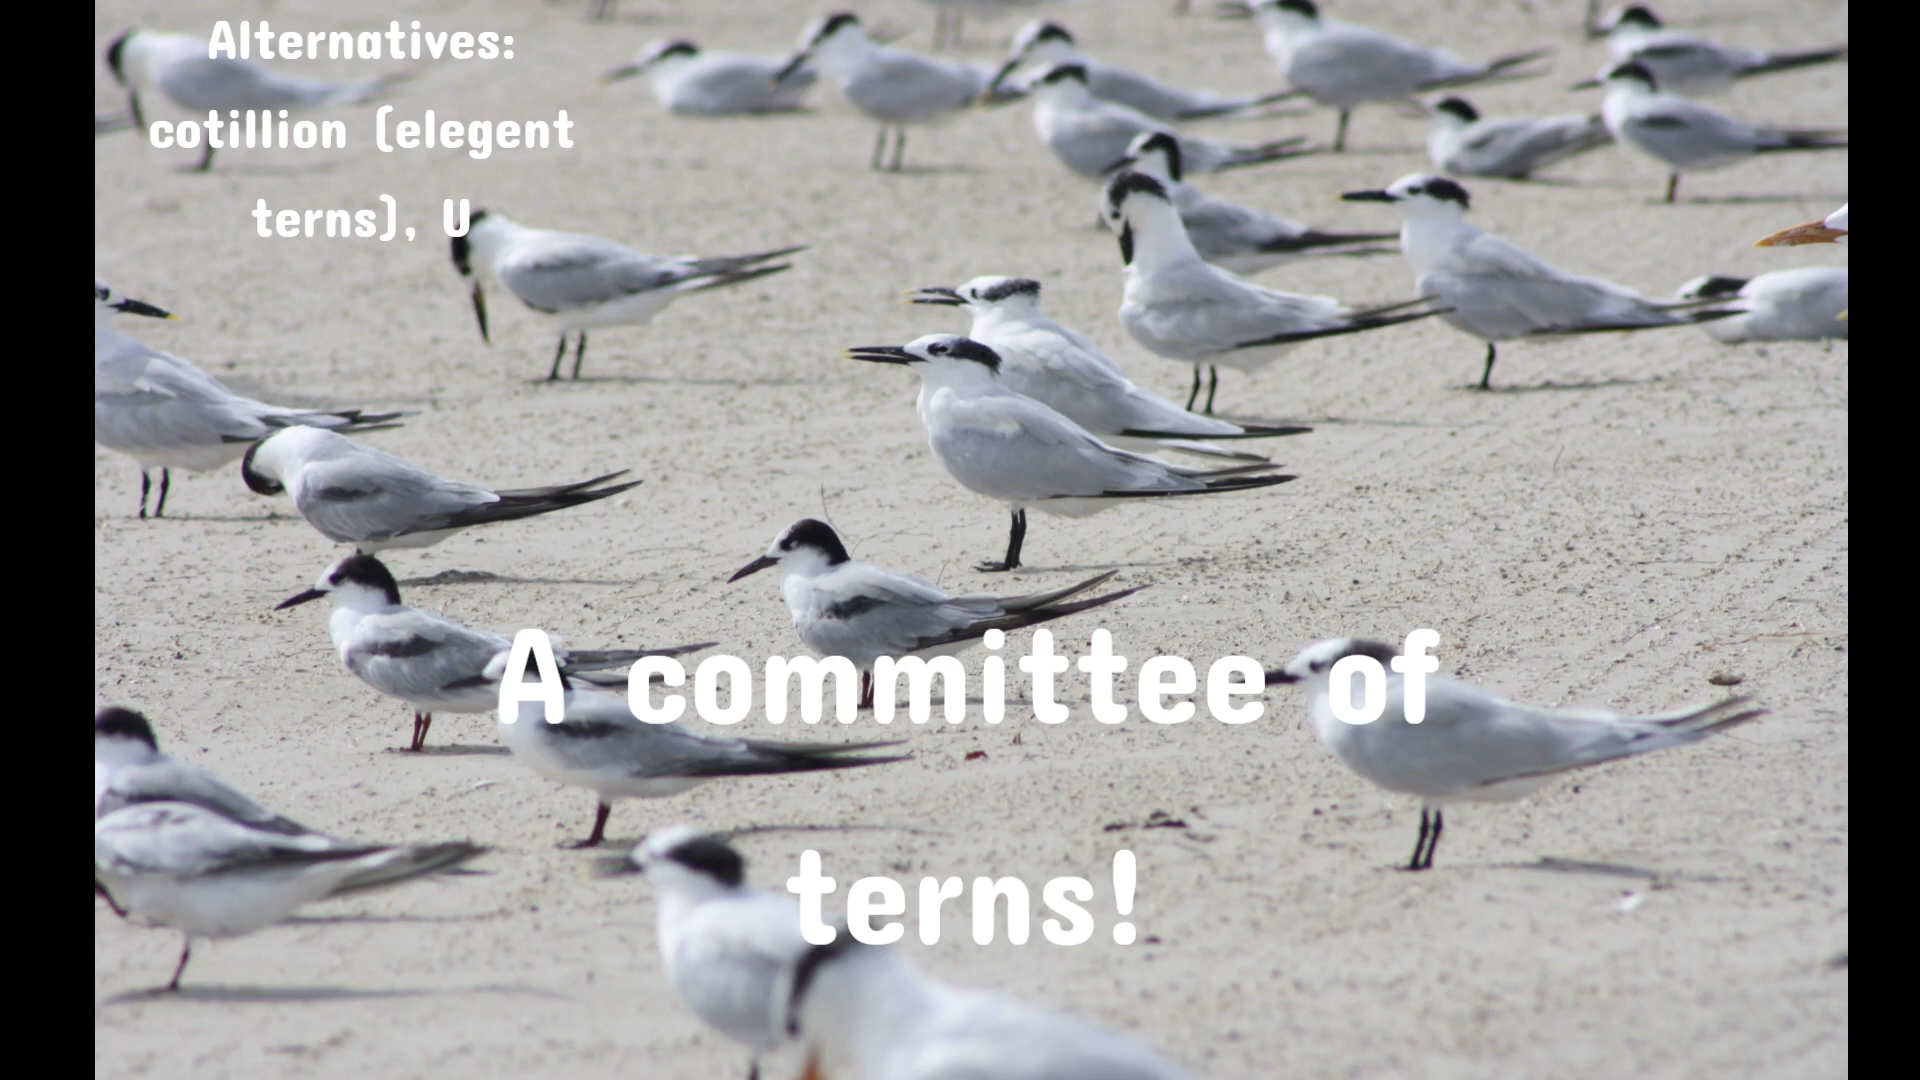 Alternatives:
cotillion (elegent
terns), U
A committee of
terns!